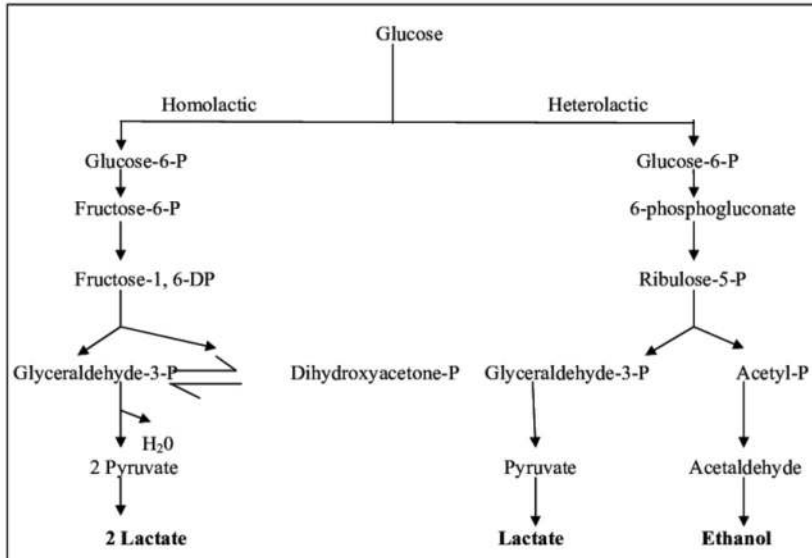 Glucose
Homolactic Heterolactic
Glucose-6-P Glucose-6-P
Fructose-6-P 6-phosphogluconate
Fructose-1, 6-DP Ribulose-5-P
Glyceraldehyde-3-P Dihydroxyacetone-P Glyceraldehyde-3-P Acetyl-P
H₂0
2 Pyruvate Pyruvate Acetaldehyde
2 Lactate Lactate Ethanol